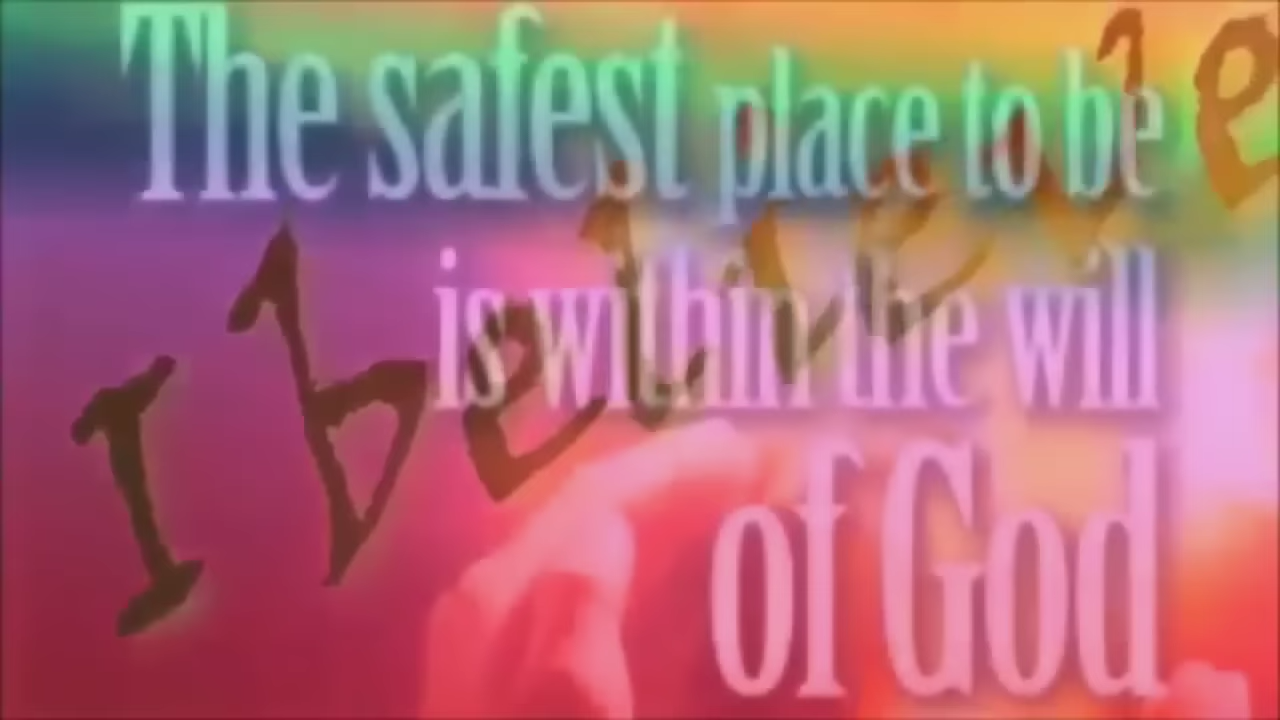 The safest place to be
is within the will
of God
I believe